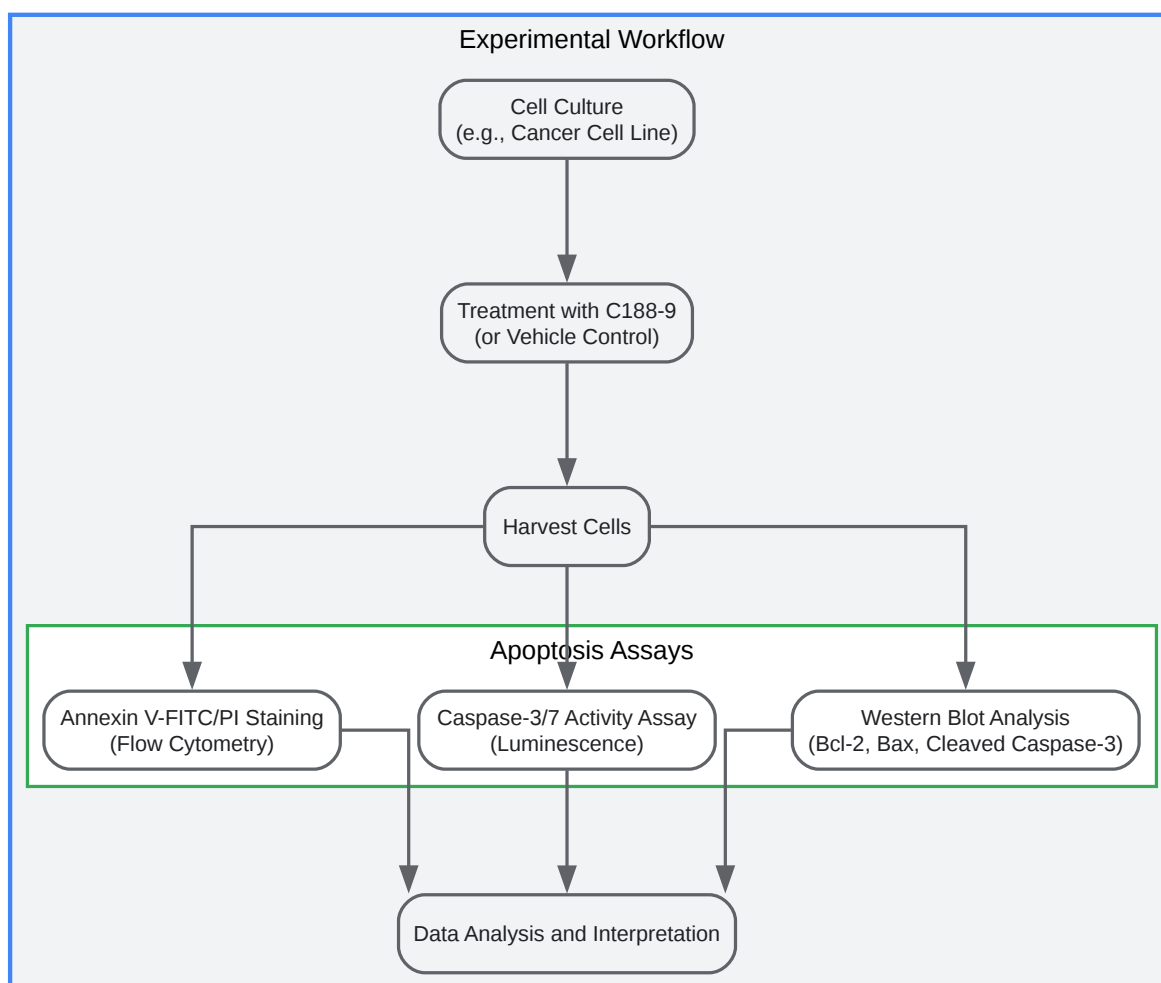 Experimental Workflow
Cell Culture
(e.g., Cancer Cell Line)
Treatment with C188-9
(or Vehicle Control)
Harvest Cells
Apoptosis Assays
Annexin V-FITC/PI Staining
(Flow Cytometry)
Caspase-3/7 Activity Assay
(Luminescence)
Western Blot Analysis
(Bcl-2, Bax, Cleaved Caspase-3)
Data Analysis and Interpretation